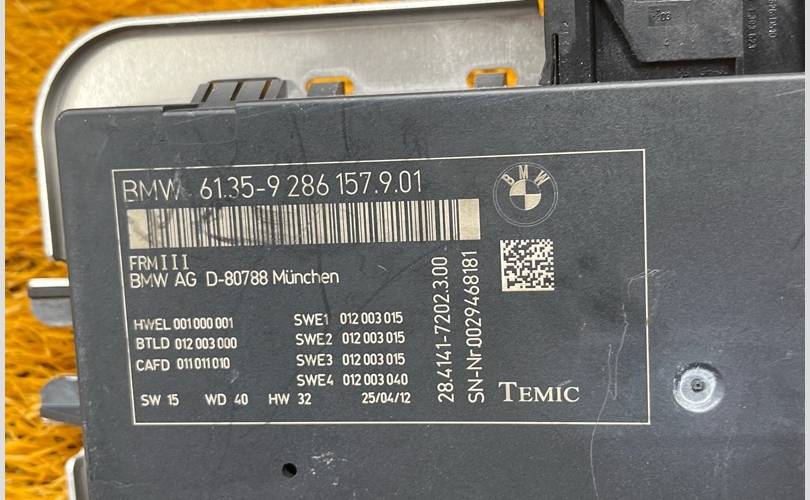 BMW 61.35-9 286 157.9.01
BMW
FRMIII
BMW AG D-80788 München
HWEL 001 000 001
BTLD 012 003 000
CAFD 011 011 010
SWE1 012 003 015
SWE2 012 003 015
SWE3 012 003 015
SWE4 012 003 040
SW 15 WD 40 HW 32 25/04/12
28.4141-7202.3.00
SN-Nr.0029468181
TEMIC